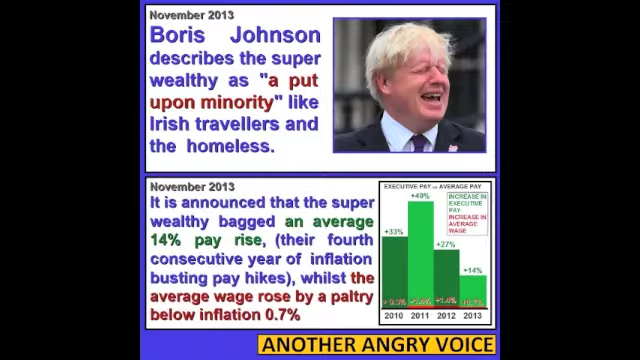 November 2013
Boris Johnson
describes the super
wealthy as "a put
upon minority" like
Irish travellers and
the homeless.
November 2013
It is announced that the super
wealthy bagged an average
14% pay rise, (their fourth
consecutive year of inflation
busting pay hikes), whilst the
average wage rose by a paltry
below inflation 0.7%
EXECUTIVE PAY vs AVERAGE PAY
INCREASE IN
EXECUTIVE
PAY
INCREASE IN
AVERAGE
WAGE
+49%
+33%
+27%
+14%
2010 2011 2012 2013
ANOTHER ANGRY VOICE